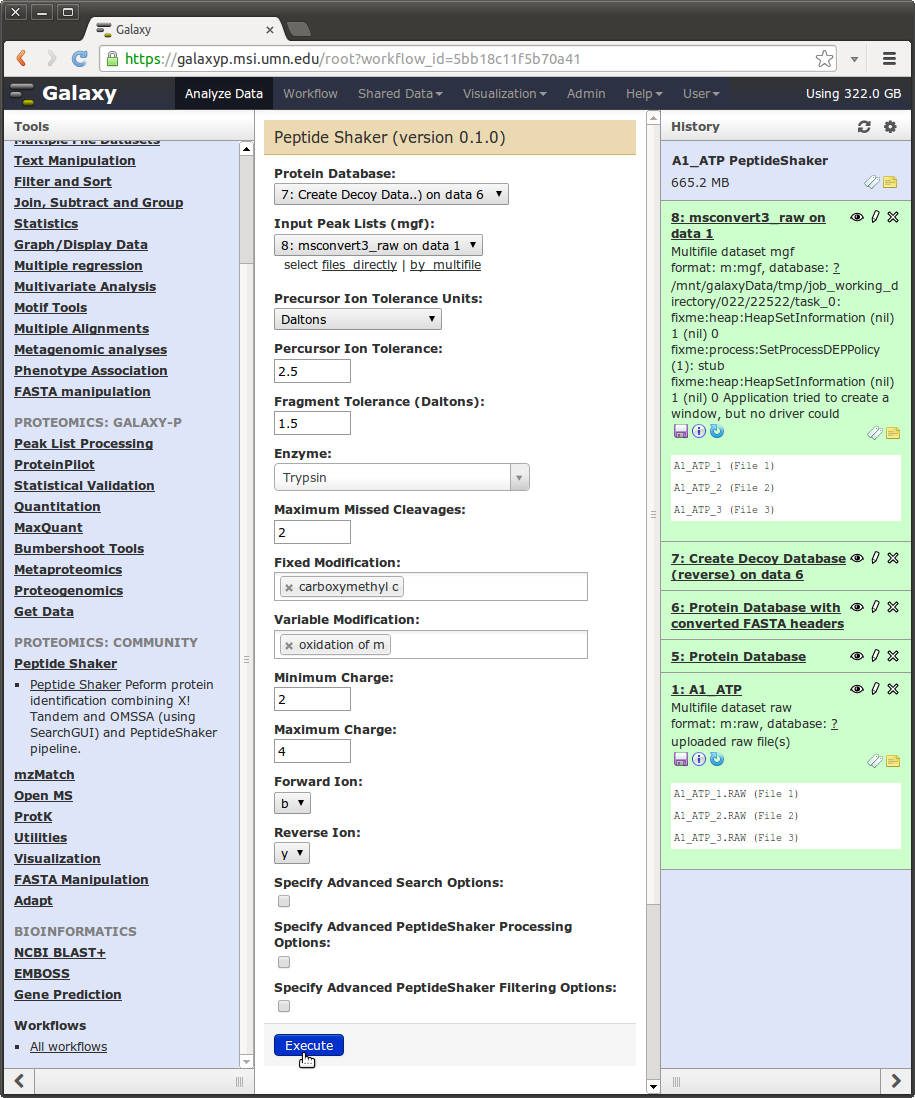 Galaxy
https://galaxyp.msi.umn.edu/root?workflow_id=5bb18c11f5b70a41
Galaxy
Analyze Data
Workflow
Shared Data
Visualization
Admin
Help
User
Using 322.0 GB
Tools
Multiple File Datasets
Text Manipulation
Filter and Sort
Join, Subtract and Group
Statistics
Graph/Display Data
Multiple regression
Multivariate Analysis
Motif Tools
Multiple Alignments
Metagenomic analyses
Phenotype Association
FASTA manipulation
PROTEOMICS: GALAXY-P
Peak List Processing
ProteinPilot
Statistical Validation
Quantitation
MaxQuant
Bumbershoot Tools
Metaproteomics
Proteogenomics
Get Data
PROTEOMICS: COMMUNITY
Peptide Shaker
Peptide Shaker Peform protein
identification combining X!
Tandem and OMSSA (using
SearchGUI) and PeptideShaker
pipeline.
mzMatch
Open MS
ProtK
Utilities
Visualization
FASTA Manipulation
Adapt
BIOINFORMATICS
NCBI BLAST+
EMBOSS
Gene Prediction
Workflows
All workflows
Peptide Shaker (version 0.1.0)
Protein Database:
7: Create Decoy Data..) on data 6
Input Peak Lists (mgf):
8: msconvert3_raw on data 1
select files_directly | by_multifile
Precursor Ion Tolerance Units:
Daltons
Percursor Ion Tolerance:
2.5
Fragment Tolerance (Daltons):
1.5
Enzyme:
Trypsin
Maximum Missed Cleavages:
2
Fixed Modification:
carboxymethyl c
Variable Modification:
oxidation of m
Minimum Charge:
2
Maximum Charge:
4
Forward Ion:
b
Reverse Ion:
y
Specify Advanced Search Options:
Specify Advanced PeptideShaker Processing
Options:
Specify Advanced PeptideShaker Filtering Options:
Execute
History
A1_ATP PeptideShaker
665.2 MB
8: msconvert3_raw on
data 1
Multifile dataset mgf
format: m:mgf, database: ?
/mnt/galaxyData/tmp/job_working_d
irectory/022/22522/task_0:
fixme:heap:HeapSetInformation (nil)
1 (nil) 0
fixme:process:SetProcessDEPPolicy
(1): stub
fixme:heap:HeapSetInformation (nil)
1 (nil) 0 Application tried to create a
window, but no driver could
A1_ATP_1 (File 1)
A1_ATP_2 (File 2)
A1_ATP_3 (File 3)
7: Create Decoy Database
(reverse) on data 6
6: Protein Database with
converted FASTA headers
5: Protein Database
1: A1_ATP
Multifile dataset raw
format: m:raw, database: ?
uploaded raw file(s)
A1_ATP_1.RAW (File 1)
A1_ATP_2.RAW (File 2)
A1_ATP_3.RAW (File 3)